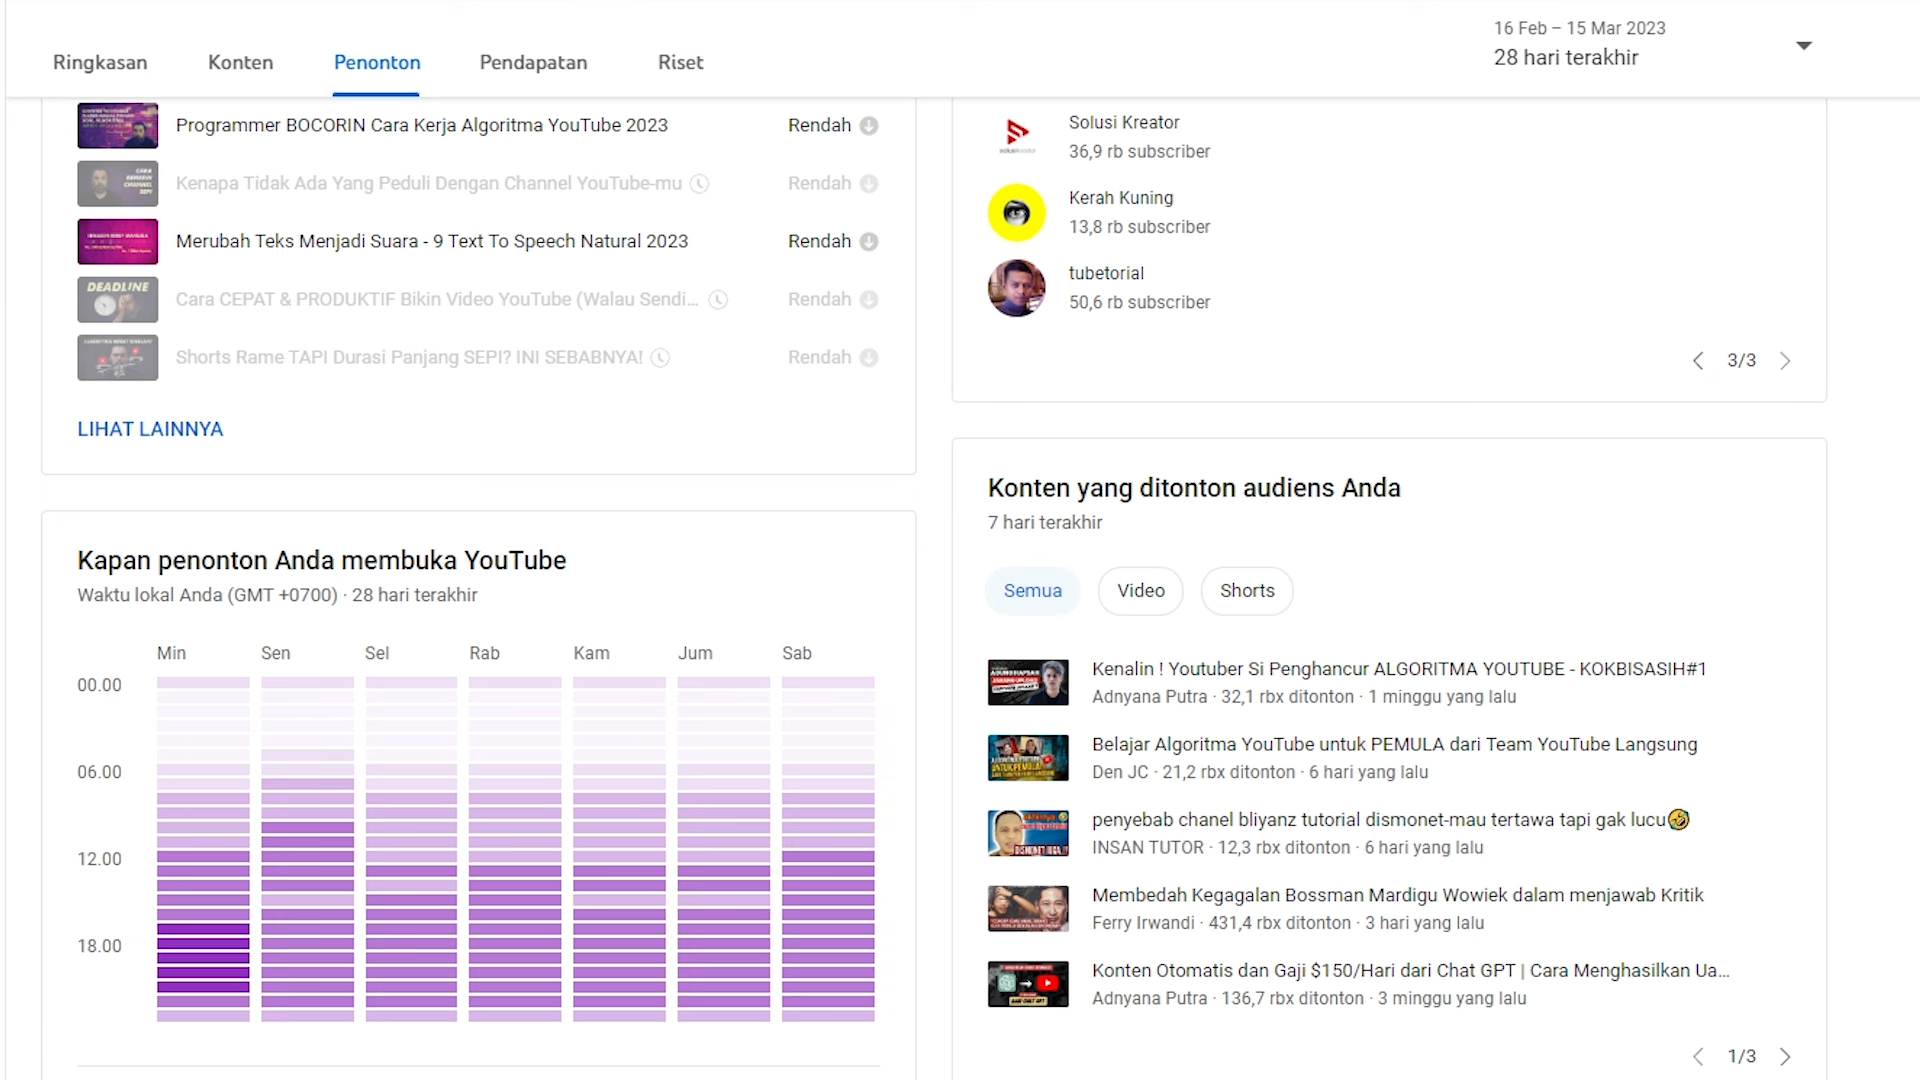 16 Feb – 15 Mar 2023
28 hari terakhir
Ringkasan
Konten
Penonton
Pendapatan
Riset
Programmer BOCORIN Cara Kerja Algoritma YouTube 2023
Rendah
Kenapa Tidak Ada Yang Peduli Dengan Channel YouTube-mu
Rendah
Merubah Teks Menjadi Suara - 9 Text To Speech Natural 2023
Rendah
DEADLINE
Cara CEPAT & PRODUKTIF Bikin Video YouTube (Walau Sendi...
Rendah
Shorts Rame TAPI Durasi Panjang SEPI? INI SEBABNYA!
Rendah
LIHAT LAINNYA
Solusi Kreator
36,9 rb subscriber
Kerah Kuning
13,8 rb subscriber
tubetorial
50,6 rb subscriber
3/3
Kapan penonton Anda membuka YouTube
Waktu lokal Anda (GMT +0700) · 28 hari terakhir
Min Sen Sel Rab Kam Jum Sab
00.00
06.00
12.00
18.00
Konten yang ditonton audiens Anda
7 hari terakhir
Semua
Video
Shorts
Kenalin ! Youtuber Si Penghancur ALGORITMA YOUTUBE - KOKBISASIH#1
Adnyana Putra · 32,1 rbx ditonton · 1 minggu yang lalu
Belajar Algoritma YouTube untuk PEMULA dari Team YouTube Langsung
Den JC · 21,2 rbx ditonton · 6 hari yang lalu
penyebab chanel bliyanz tutorial dismonet-mau tertawa tapi gak lucu🤣
INSAN TUTOR · 12,3 rbx ditonton · 6 hari yang lalu
Membedah Kegagalan Bossman Mardigu Wowiek dalam menjawab Kritik
Ferry Irwandi · 431,4 rbx ditonton · 3 hari yang lalu
Konten Otomatis dan Gaji $150/Hari dari Chat GPT | Cara Menghasilkan Ua...
Adnyana Putra · 136,7 rbx ditonton · 3 minggu yang lalu
1/3